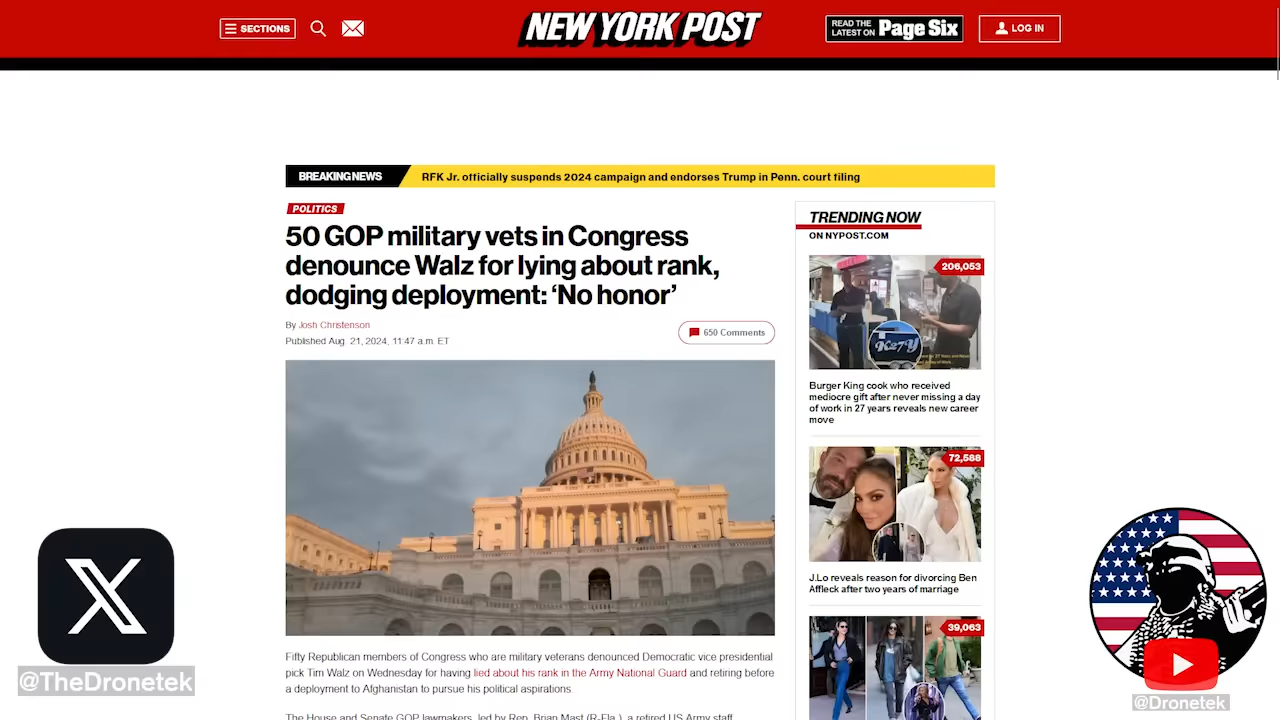 SECTIONS
NEW YORK POST
READ THE
LATEST ON
Page Six
LOG IN
BREAKING NEWS
RFK Jr. officially suspends 2024 campaign and endorses Trump in Penn. court filing
POLITICS
50 GOP military vets in Congress
denounce Walz for lying about rank,
dodging deployment: ‘No honor’
By Josh Christenson
Published Aug. 21, 2024, 11:47 a.m. ET
650 Comments
Fifty Republican members of Congress who are military veterans denounced Democratic vice presidential
pick Tim Walz on Wednesday for having lied about his rank in the Army National Guard and retiring before
a deployment to Afghanistan to pursue his political aspirations.
The House and Senate GOP lawmakers, led by Rep. Brian Mast (R-Fla.), a retired US Army staff
TRENDING NOW
ON NYPOST.COM
206,053
Ke7Y
Burger King cook who received
mediocre gift after never missing a day
of work in 27 years reveals new career
move
72,588
J.Lo reveals reason for divorcing Ben
Affleck after two years of marriage
39,063
X
@TheDronetek
@Dronetek